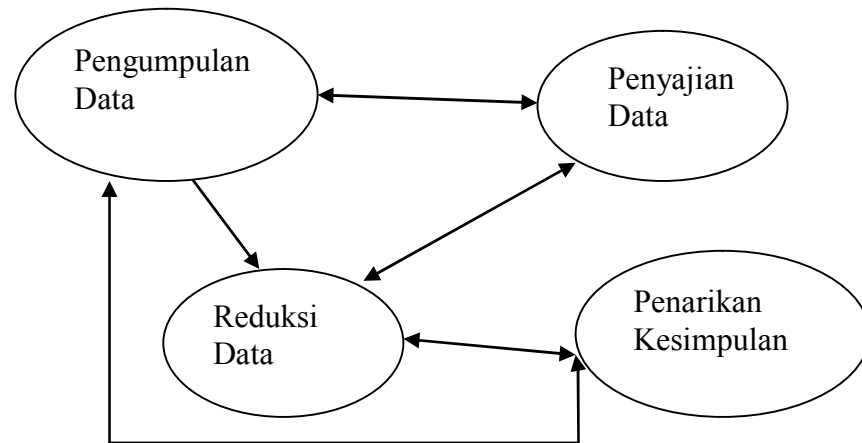 Pengumpulan
Data
Penyajian
Data
Reduksi
Data
Penarikan
Kesimpulan